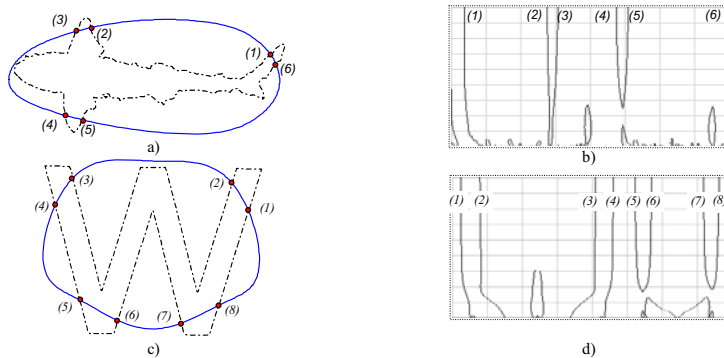 (3)
(2)
(1)
(6)
(4)
(5)
a)
(1) (2) (3) (4) (5) (6)
b)
(3)
(2)
(4)
(1)
(5)
(6)
(7)
(8)
c)
(1) (2) (3) (4) (5) (6) (7) (8)
d)